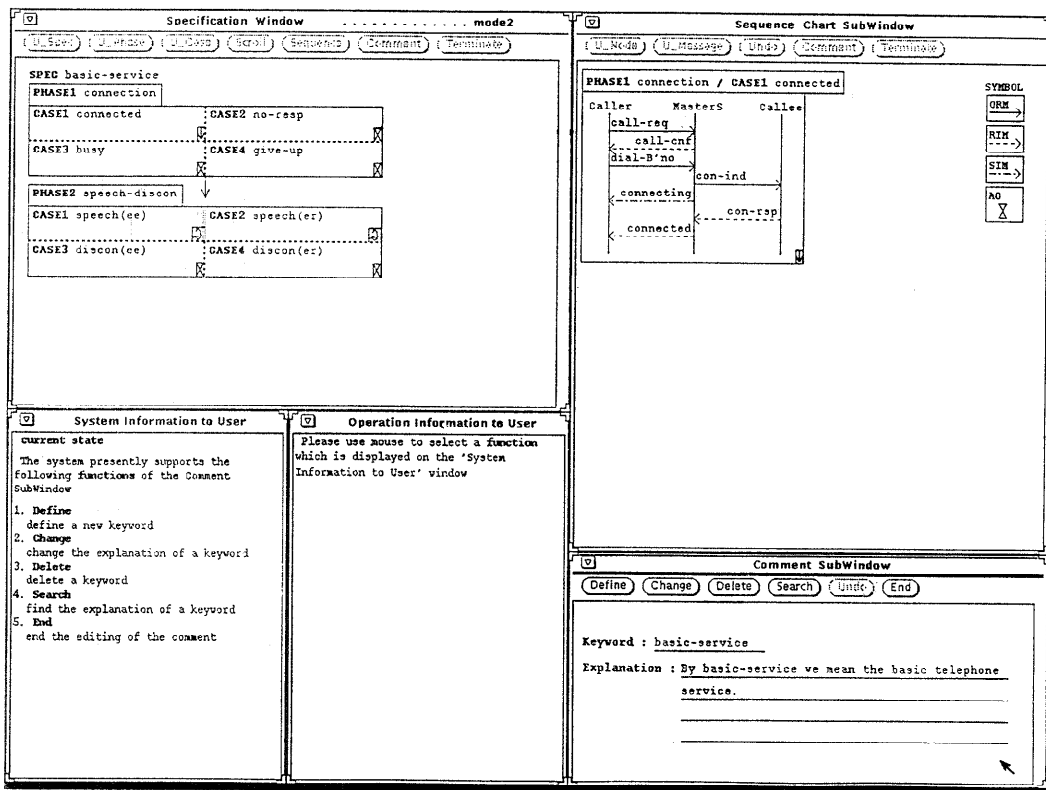 Specification Window . . . . . . . . . . . . . mode2
U_Spec U_Phase U_Case Scroll Sequence Comment Terminate
SPEC basic-service
PHASE1 connection
CASE1 connected CASE2 no-resp
CASE3 busy CASE4 give-up
PHASE2 speech-discon
CASE1 speech(ee) CASE2 speech(er)
CASE3 discon(ee) CASE4 discon(er)
Sequence Chart SubWindow
U_Node U_Message Undo Comment Terminate
PHASE1 connection / CASE1 connected
Caller MasterS Callee
call-req
call-cnf
dial-B'no
con-ind
connecting
con-rsp
connected
SYMBOL
ORM
RIM
SIM
AO
System Information to User
current state
The system presently supports the
following functions of the Comment
SubWindow
1. Define
define a new keyword
2. Change
change the explanation of a keyword
3. Delete
delete a keyword
4. Search
find the explanation of a keyword
5. End
end the editing of the comment
Operation Information to User
Please use mouse to select a function
which is displayed on the 'System
Information to User' window
Comment SubWindow
Define Change Delete Search Undo End
Keyword : basic-service
Explanation : By basic-service we mean the basic telephone
service.